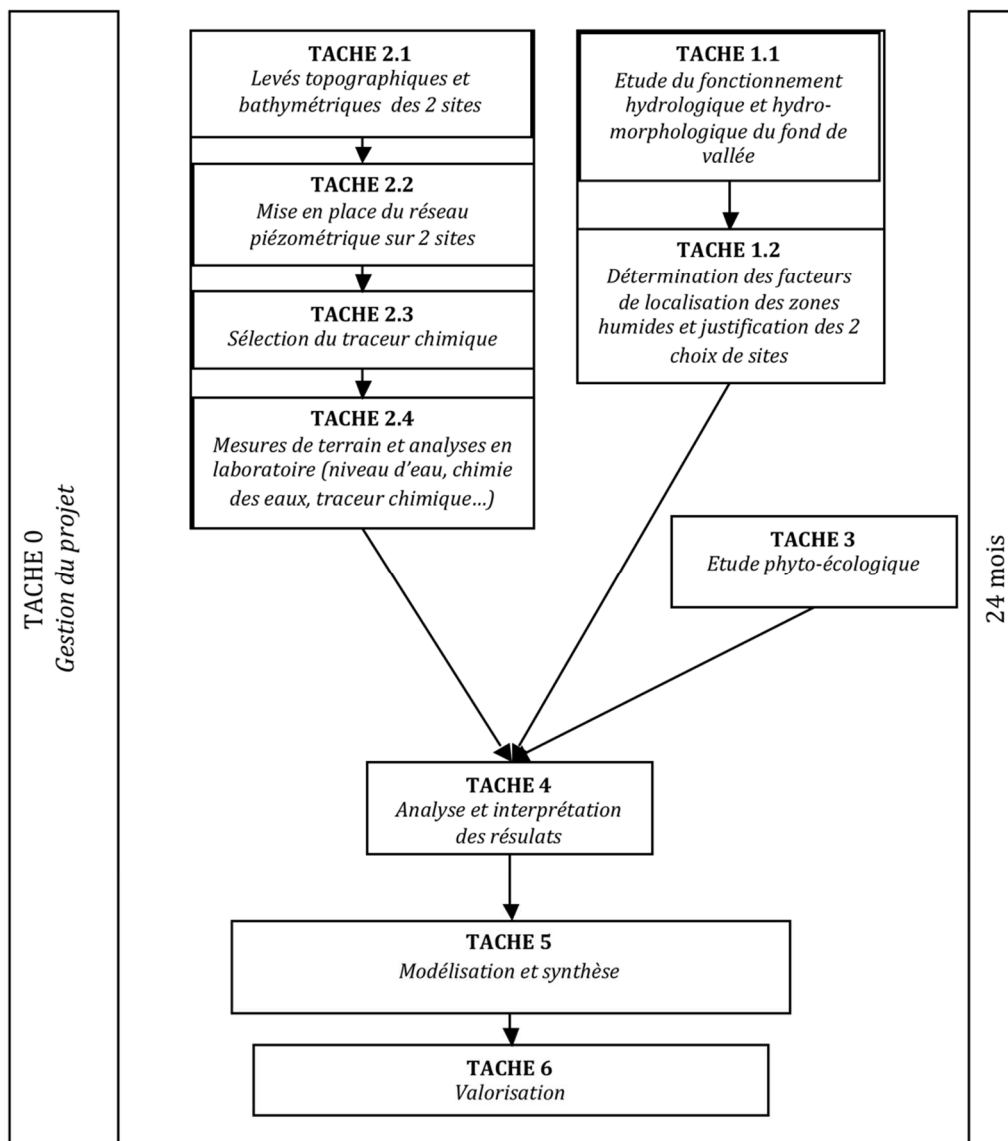 TACHE 0
Gestion du projet
TACHE 2.1
Levés topographiques et
bathymétriques des 2 sites
TACHE 2.2
Mise en place du réseau
piézométrique sur 2 sites
TACHE 2.3
Sélection du traceur chimique
TACHE 2.4
Mesures de terrain et analyses en
laboratoire (niveau d’eau, chimie
des eaux, traceur chimique…)
TACHE 1.1
Etude du fonctionnement
hydrologique et hydro-
morphologique du fond de
vallée
TACHE 1.2
Détermination des facteurs
de localisation des zones
humides et justification des 2
choix de sites
TACHE 3
Etude phyto-écologique
TACHE 4
Analyse et interprétation
des résulats
TACHE 5
Modélisation et synthèse
TACHE 6
Valorisation
24 mois